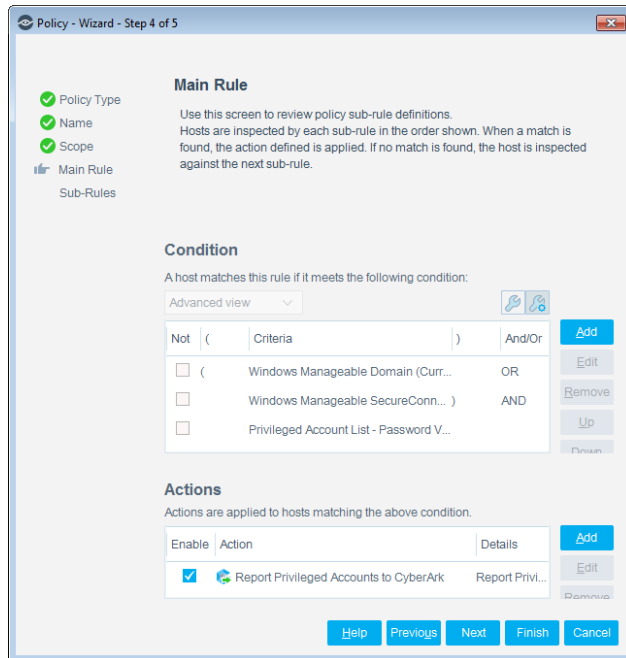 Policy - Wizard - Step 4 of 5
Policy Type
Name
Scope
Main Rule
Sub-Rules
Main Rule
Use this screen to review policy sub-rule definitions.
Hosts are inspected by each sub-rule in the order shown. When a match is
found, the action defined is applied. If no match is found, the host is inspected
against the next sub-rule.
Condition
A host matches this rule if it meets the following condition:
Advanced view
Not ( Criteria ) And/Or
( Windows Manageable Domain (Curr... OR
Windows Manageable SecureConn... ) AND
Privileged Account List - Password V...
Add
Edit
Remove
Up
Down
Actions
Actions are applied to hosts matching the above condition.
Enable Action Details
Report Privileged Accounts to CyberArk Report Privi...
Add
Edit
Remove
Help Previous Next Finish Cancel